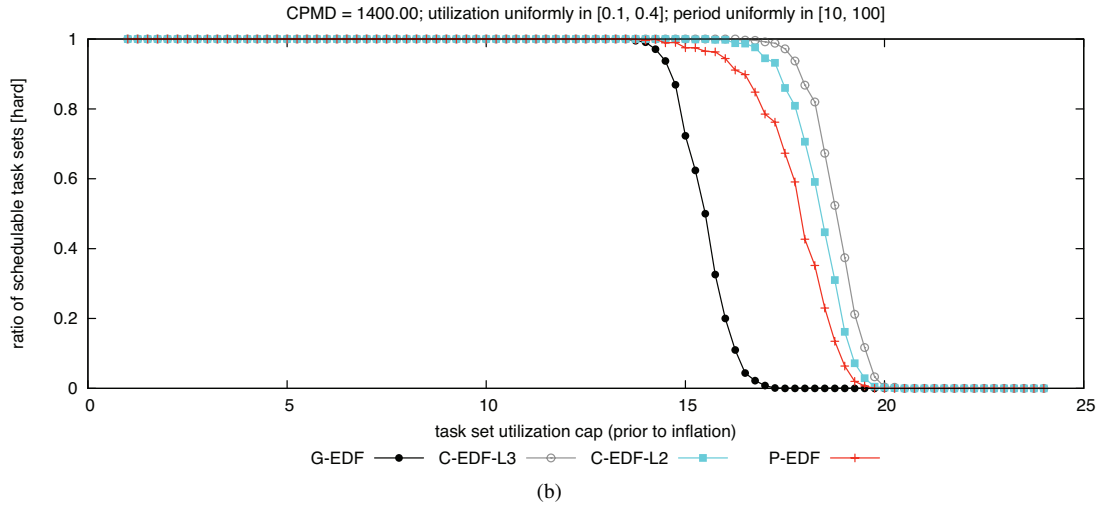 CPMD = 1400.00; utilization uniformly in [0.1, 0.4]; period uniformly in [10, 100]
1
0.8
0.6
0.4
0.2
0
ratio of schedulable task sets [hard]
0 5 10 15 20 25
task set utilization cap (prior to inflation)
G-EDF C-EDF-L3 C-EDF-L2 P-EDF
(b)